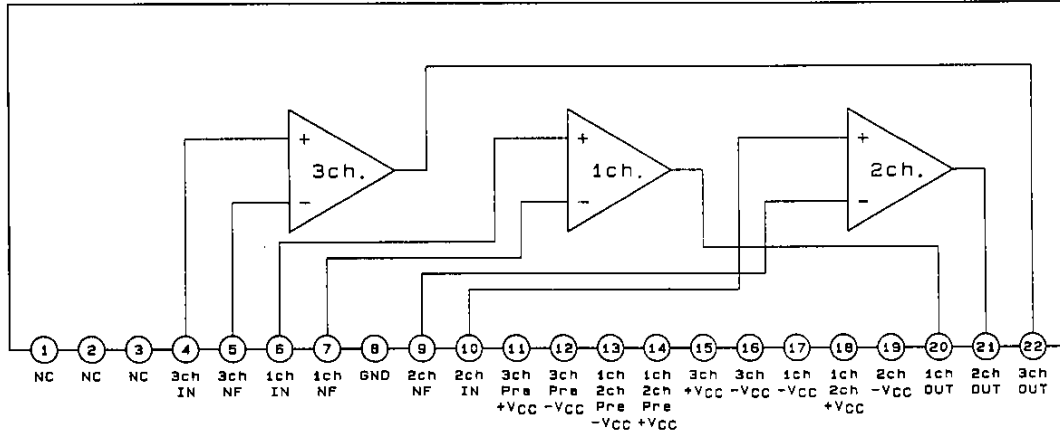 +
3ch.
−
+
1ch.
−
+
2ch.
−
1 2 3 4 5 6 7 8 9 10 11 12 13 14 15 16 17 18 19 20 21 22
NC
NC
NC
3ch
IN
3ch
NF
1ch
IN
1ch
NF
GND
2ch
NF
2ch
IN
3ch
Pre
+VCC
3ch
Pre
−VCC
1ch
2ch
Pre
−VCC
1ch
2ch
Pre
+VCC
3ch
+VCC
3ch
−VCC
1ch
−VCC
1ch
2ch
+VCC
2ch
−VCC
1ch
OUT
2ch
OUT
3ch
OUT